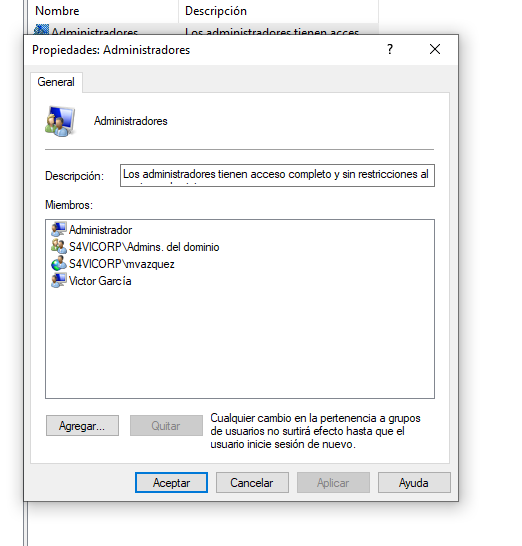 Nombre Descripción
Administradores Los administradores tienen acces
Propiedades: Administradores ?
General
Administradores
Descripción: Los administradores tienen acceso completo y sin restricciones al
Miembros:
Administrador
S4VICORP\Admins. del dominio
S4VICORP\mvazquez
Victor García
Agregar... Quitar Cualquier cambio en la pertenencia a grupos
de usuarios no surtirá efecto hasta que el
usuario inicie sesión de nuevo.
Aceptar Cancelar Aplicar Ayuda